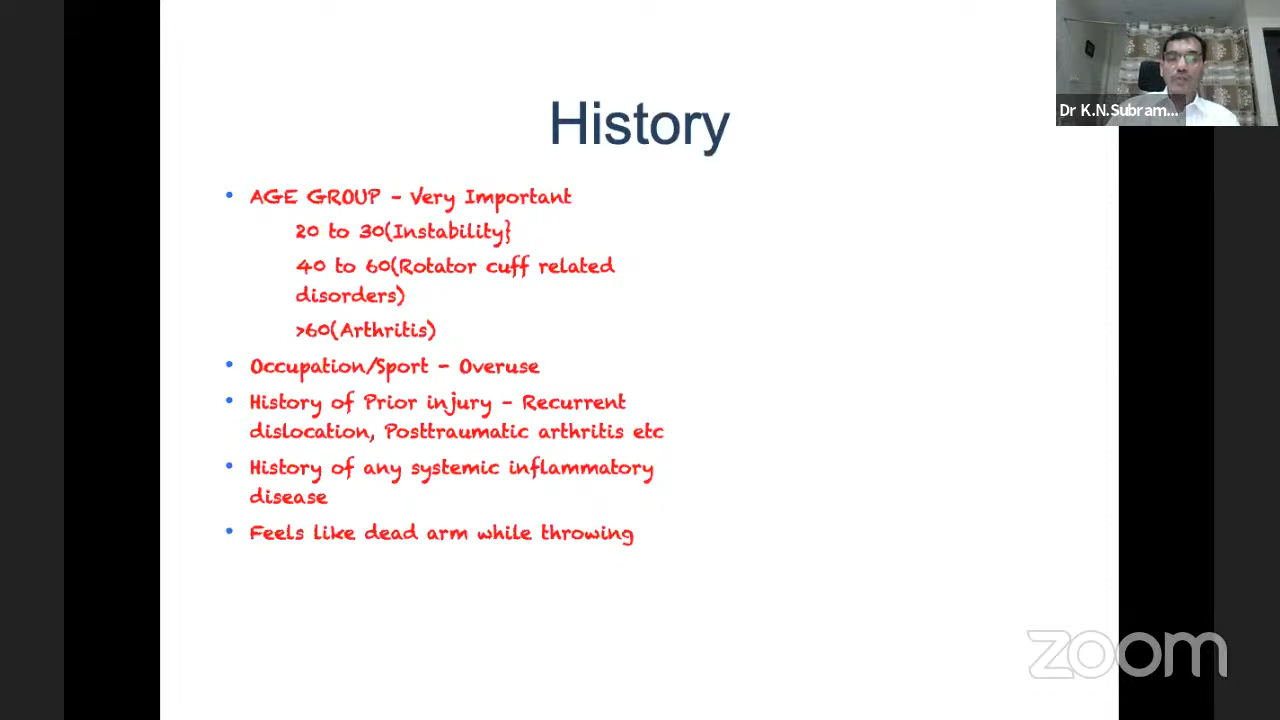 Dr K.N.Subram...
History
• AGE GROUP - Very Important
20 to 30(Instability}
40 to 60(Rotator cuff related
disorders)
>60(Arthritis)
• Occupation/Sport - Overuse
• History of Prior injury - Recurrent
dislocation, Posttraumatic arthritis etc
• History of any systemic inflammatory
disease
• Feels like dead arm while throwing
zoom